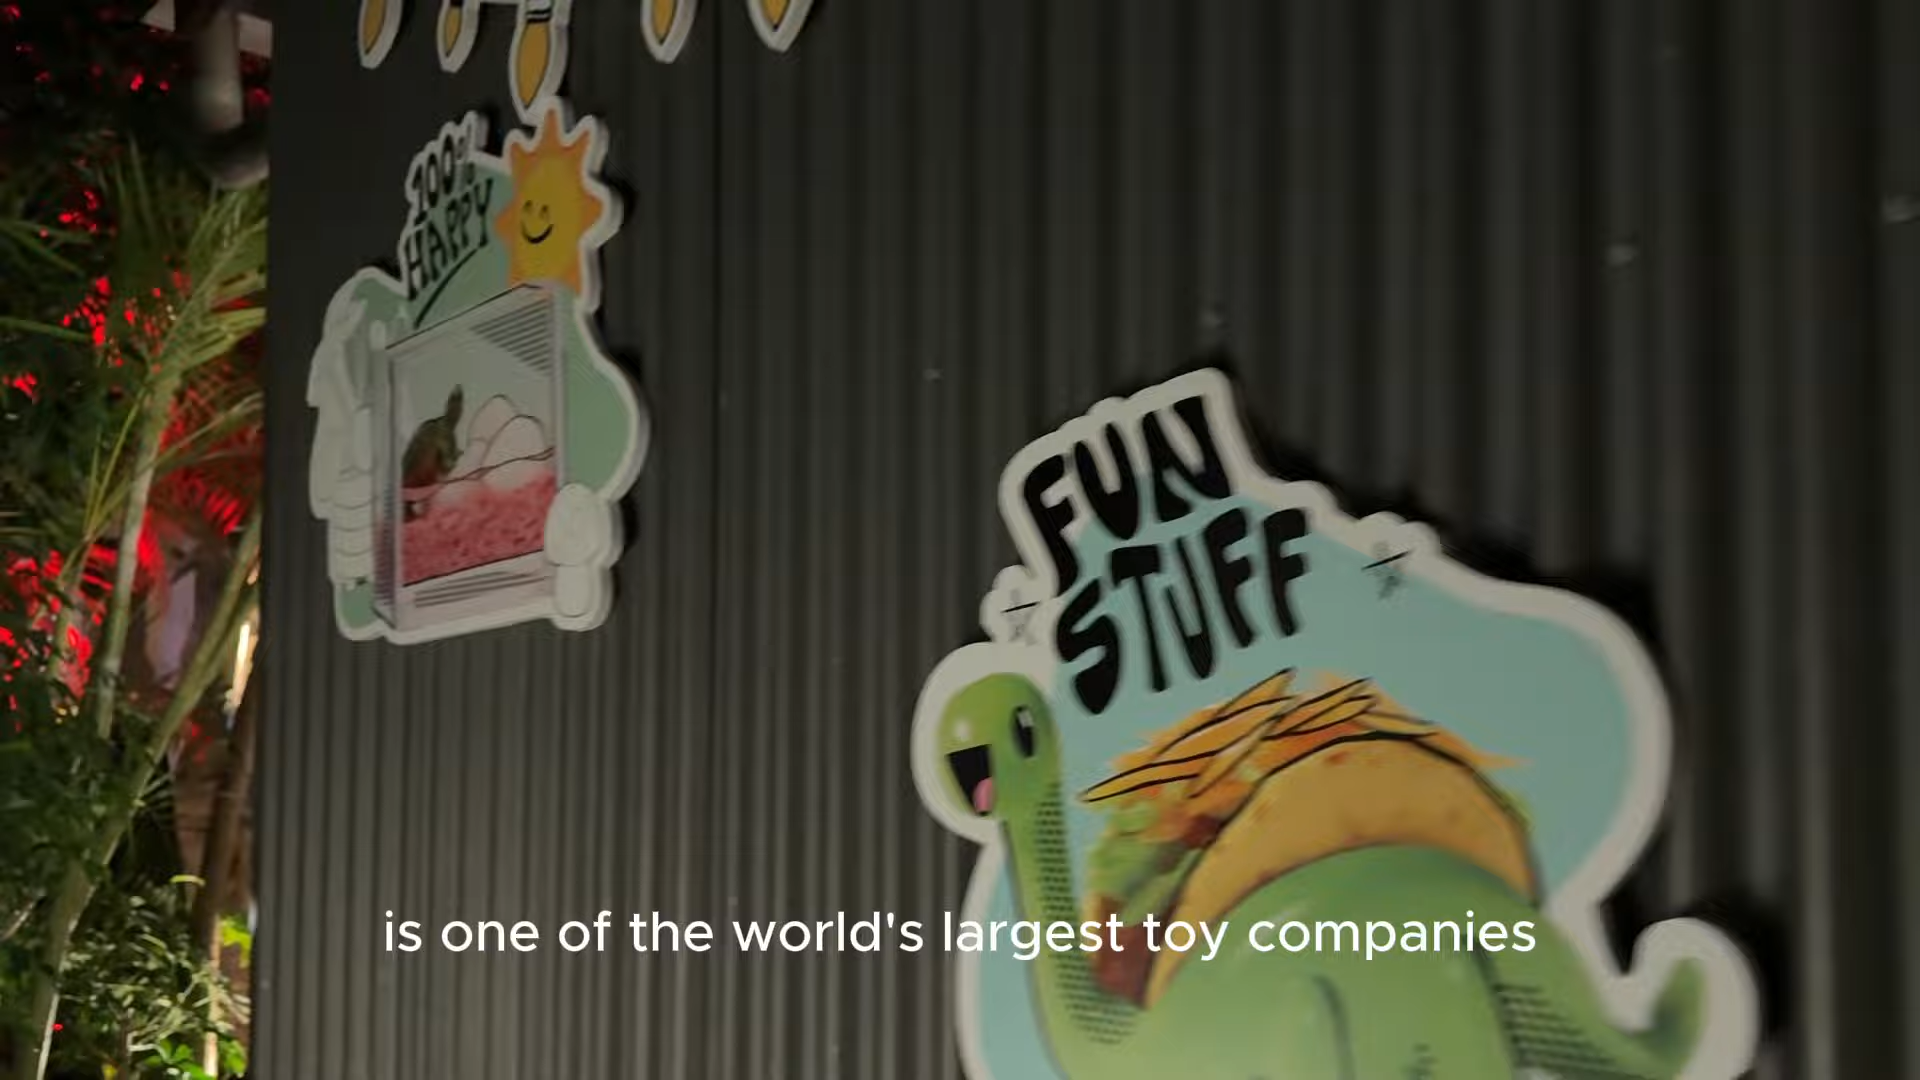 100%
HAPPY
FUN
STUFF
is one of the world's largest toy companies